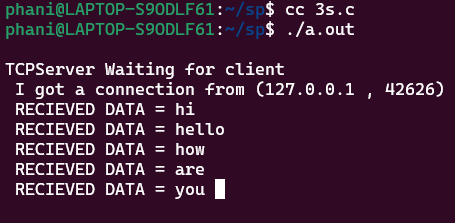 phani@LAPTOP-S9ODLF61:~/sp$ cc 3s.c
phani@LAPTOP-S9ODLF61:~/sp$ ./a.out
TCPServer Waiting for client
I got a connection from (127.0.0.1 , 42626)
RECIEVED DATA = hi
RECIEVED DATA = hello
RECIEVED DATA = how
RECIEVED DATA = are
RECIEVED DATA = you